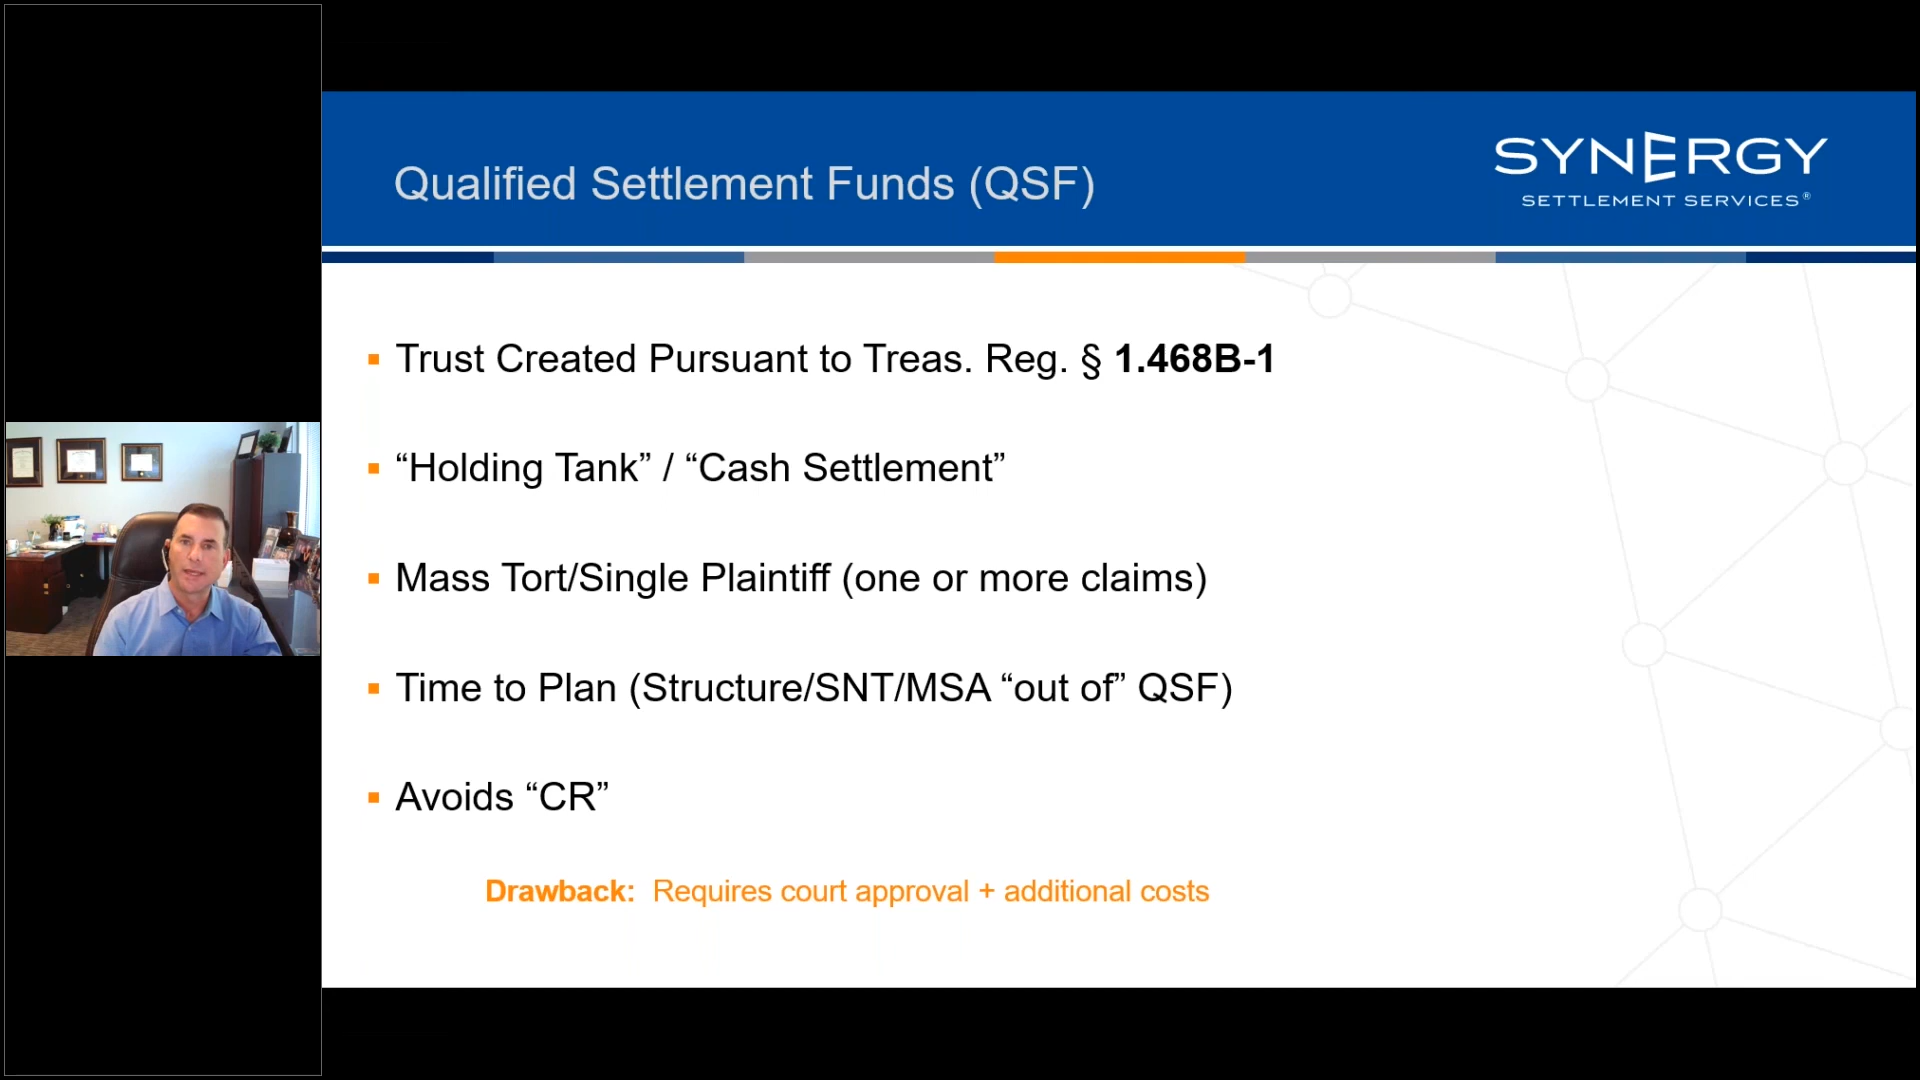 Qualified Settlement Funds (QSF)
SYNERGY
SETTLEMENT SERVICES®
Trust Created Pursuant to Treas. Reg. § 1.468B-1
“Holding Tank” / “Cash Settlement”
Mass Tort/Single Plaintiff (one or more claims)
Time to Plan (Structure/SNT/MSA “out of” QSF)
Avoids “CR”
Drawback: Requires court approval + additional costs